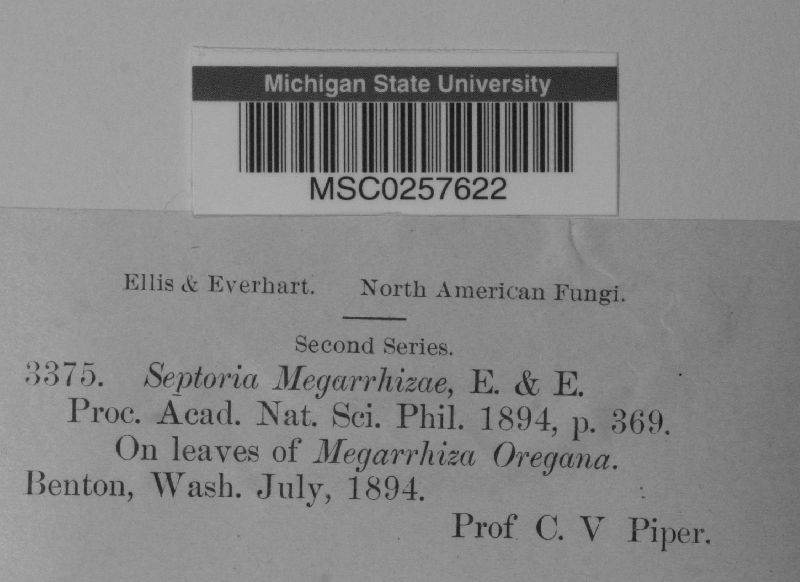 Michigan State University
MSC0257622
Ellis & Everhart. North American Fungi.
Second Series.
3375. Septoria Megarrhizae, E. & E.
Proc. Acad. Nat. Sci. Phil. 1894, p. 369.
On leaves of Megarrhiza Oregana.
Benton, Wash. July, 1894.
Prof C. V Piper.